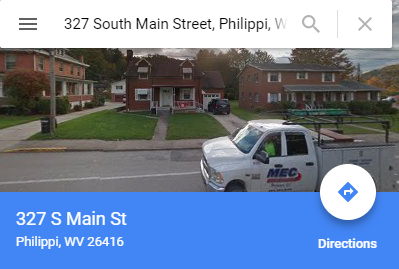 327 South Main Street, Philippi, W
MEC
327 S Main St
Philippi, WV 26416
Directions